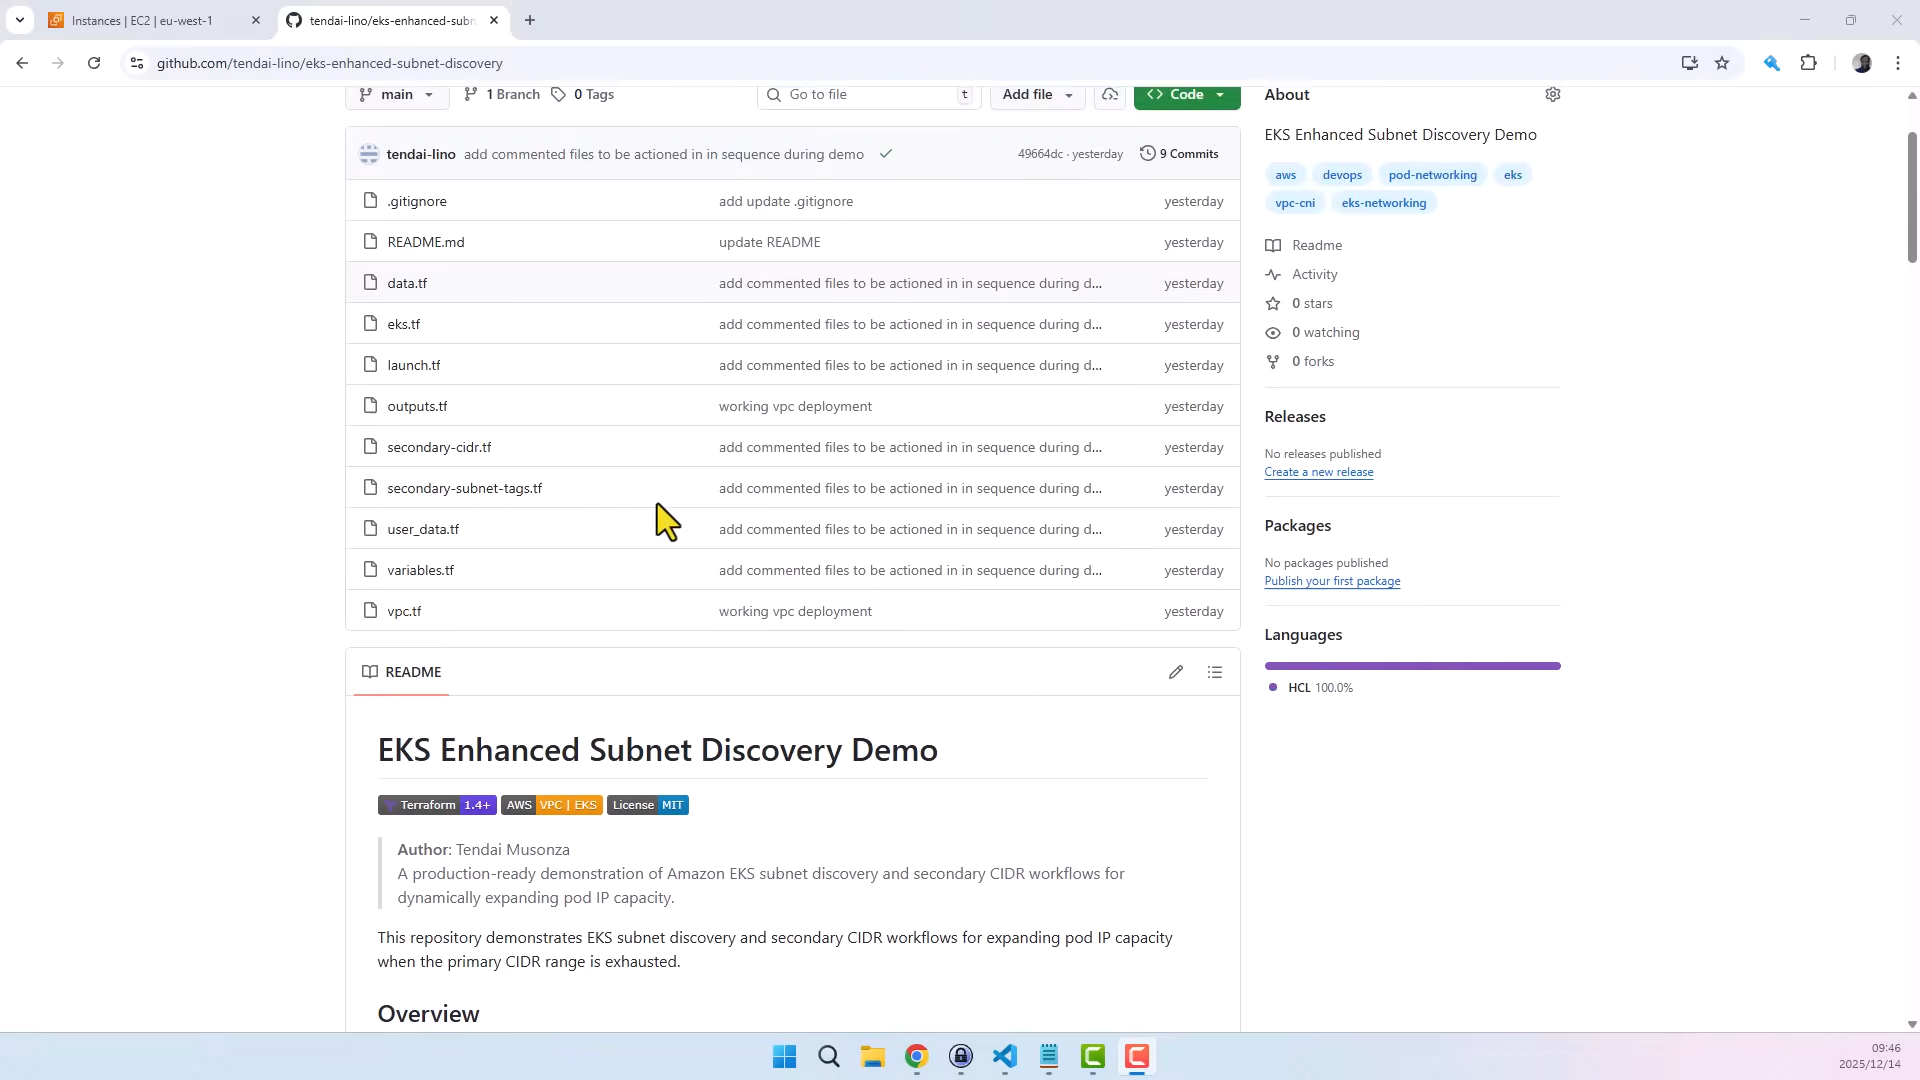 Instances | EC2 | eu-west-1
tendai-lino/eks-enhanced-subn
github.com/tendai-lino/eks-enhanced-subnet-discovery
main
1 Branch
0 Tags
Go to file
t
Add file
Code
About
EKS Enhanced Subnet Discovery Demo
aws
devops
pod-networking
eks
vpc-cni
eks-networking
tendai-lino add commented files to be actioned in in sequence during demo
49664dc · yesterday
9 Commits
.gitignore add update .gitignore yesterday
README.md update README yesterday
data.tf add commented files to be actioned in in sequence during d... yesterday
eks.tf add commented files to be actioned in in sequence during d... yesterday
launch.tf add commented files to be actioned in in sequence during d... yesterday
outputs.tf working vpc deployment yesterday
secondary-cidr.tf add commented files to be actioned in in sequence during d... yesterday
secondary-subnet-tags.tf add commented files to be actioned in in sequence during d... yesterday
user_data.tf add commented files to be actioned in in sequence during d... yesterday
variables.tf add commented files to be actioned in in sequence during d... yesterday
vpc.tf working vpc deployment yesterday
Readme
Activity
0 stars
0 watching
0 forks
Releases
No releases published
Create a new release
Packages
No packages published
Publish your first package
Languages
HCL 100.0%
README
EKS Enhanced Subnet Discovery Demo
Terraform 1.4+
AWS VPC | EKS
License MIT
Author: Tendai Musonza
A production-ready demonstration of Amazon EKS subnet discovery and secondary CIDR workflows for
dynamically expanding pod IP capacity.
This repository demonstrates EKS subnet discovery and secondary CIDR workflows for expanding pod IP capacity
when the primary CIDR range is exhausted.
Overview
09:46
2025/12/14